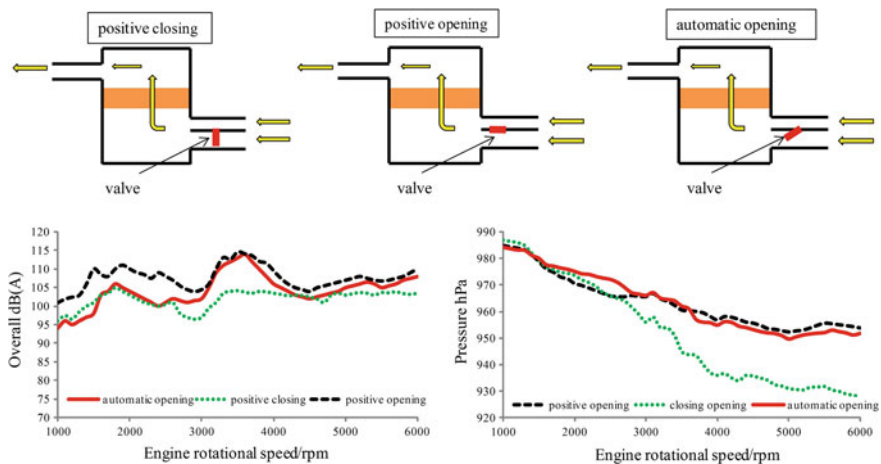 positive closing
positive opening
automatic opening
valve
valve
valve
120
115
110
105
100
95
90
85
80
75
70
Overall dB(A)
automatic opening positive closing positive opening
1000 2000 3000 4000 5000 6000
Engine rotational speed/rpm
990
980
970
960
950
940
930
920
Pressure hPa
positive opening closing opening automatic opening
1000 2000 3000 4000 5000 6000
Engine rotational speed/rpm